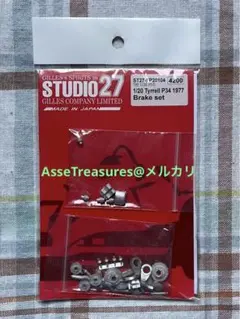 GILLES'S SPIRITS in
STUDIO27
GILLES COMPANY LIMITED
MADE IN JAPAN
4200
1/20 Tyrrell P34 1977
Brake set
AsseTreasures@メルカリ